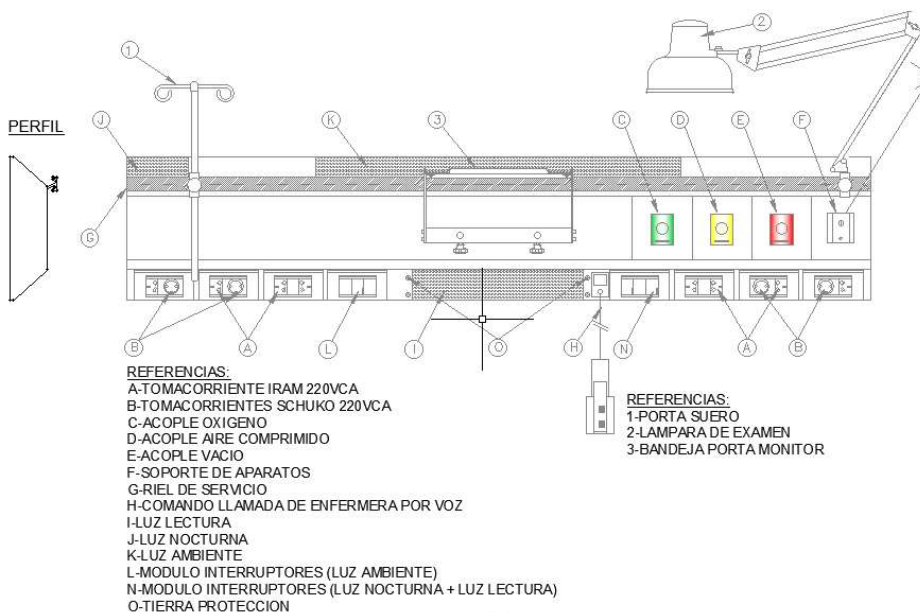 1
2
PERFIL
J
K
3
C
D
E
F
G
B
A
L
I
O
H
N
A
B
REFERENCIAS:
A-TOMACORRIENTE IRAM 220VCA
B-TOMACORRIENTES SCHUKO 220VCA
C-ACOPLE OXIGENO
D-ACOPLE AIRE COMPRIMIDO
E-ACOPLE VACIO
F-SOPORTE DE APARATOS
G-RIEL DE SERVICIO
H-COMANDO LLAMADA DE ENFERMERA POR VOZ
I-LUZ LECTURA
J-LUZ NOCTURNA
K-LUZ AMBIENTE
L-MODULO INTERRUPTORES (LUZ AMBIENTE)
N-MODULO INTERRUPTORES (LUZ NOCTURNA + LUZ LECTURA)
O-TIERRA PROTECCION
REFERENCIAS:
1-PORTA SUERO
2-LAMPARA DE EXAMEN
3-BANDEJA PORTA MONITOR